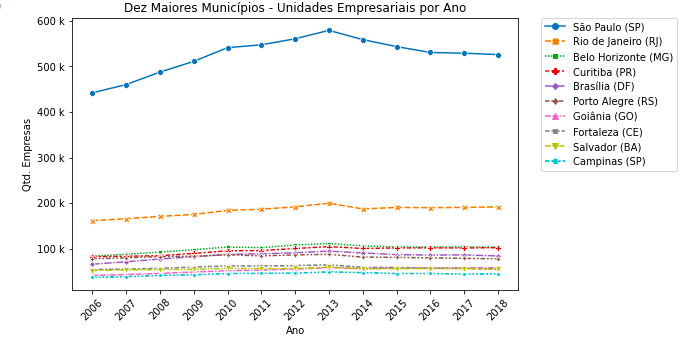 Dez Maiores Municípios - Unidades Empresariais por Ano
600 k
500 k
400 k
300 k
200 k
100 k
Qtd. Empresas
2006
2007
2008
2009
2010
2011
2012
2013
2014
2015
2016
2017
2018
Ano
São Paulo (SP)
Rio de Janeiro (RJ)
Belo Horizonte (MG)
Curitiba (PR)
Brasília (DF)
Porto Alegre (RS)
Goiânia (GO)
Fortaleza (CE)
Salvador (BA)
Campinas (SP)